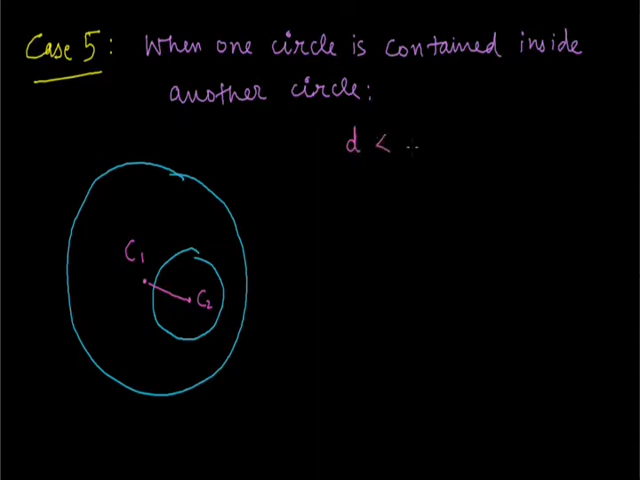 Case 5: When one circle is contained inside
another circle:
d <
C₁
C₂